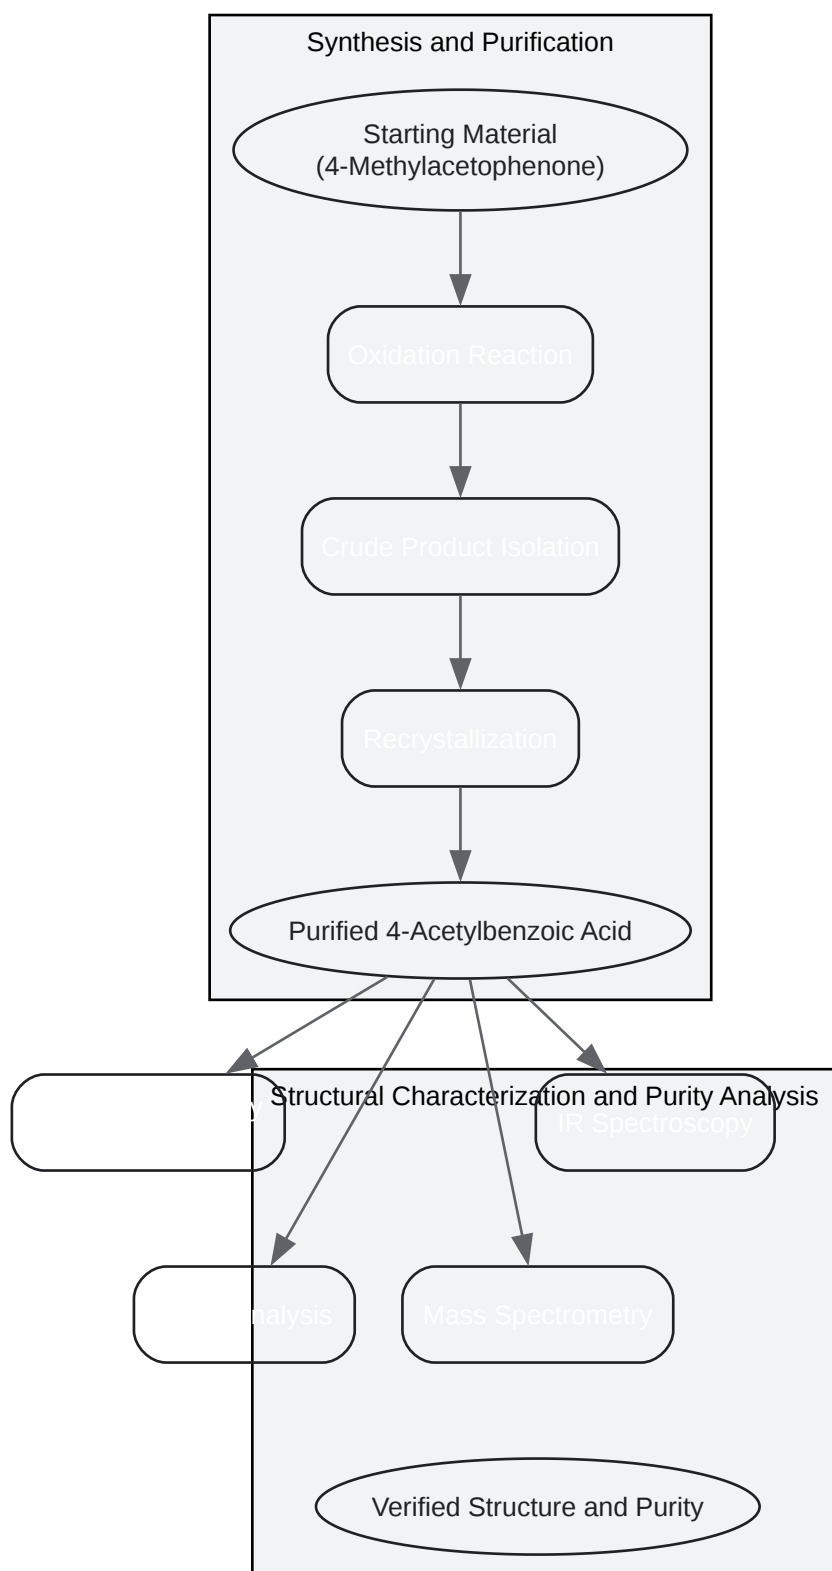 Synthesis and Purification
Starting Material
(4-Methylacetophenone)
Oxidation Reaction
Crude Product Isolation
Recrystallization
Purified 4-Acetylbenzoic Acid
Structural Characterization and Purity Analysis
IR Spectroscopy
nalysis
Mass Spectrometry
Verified Structure and Purity